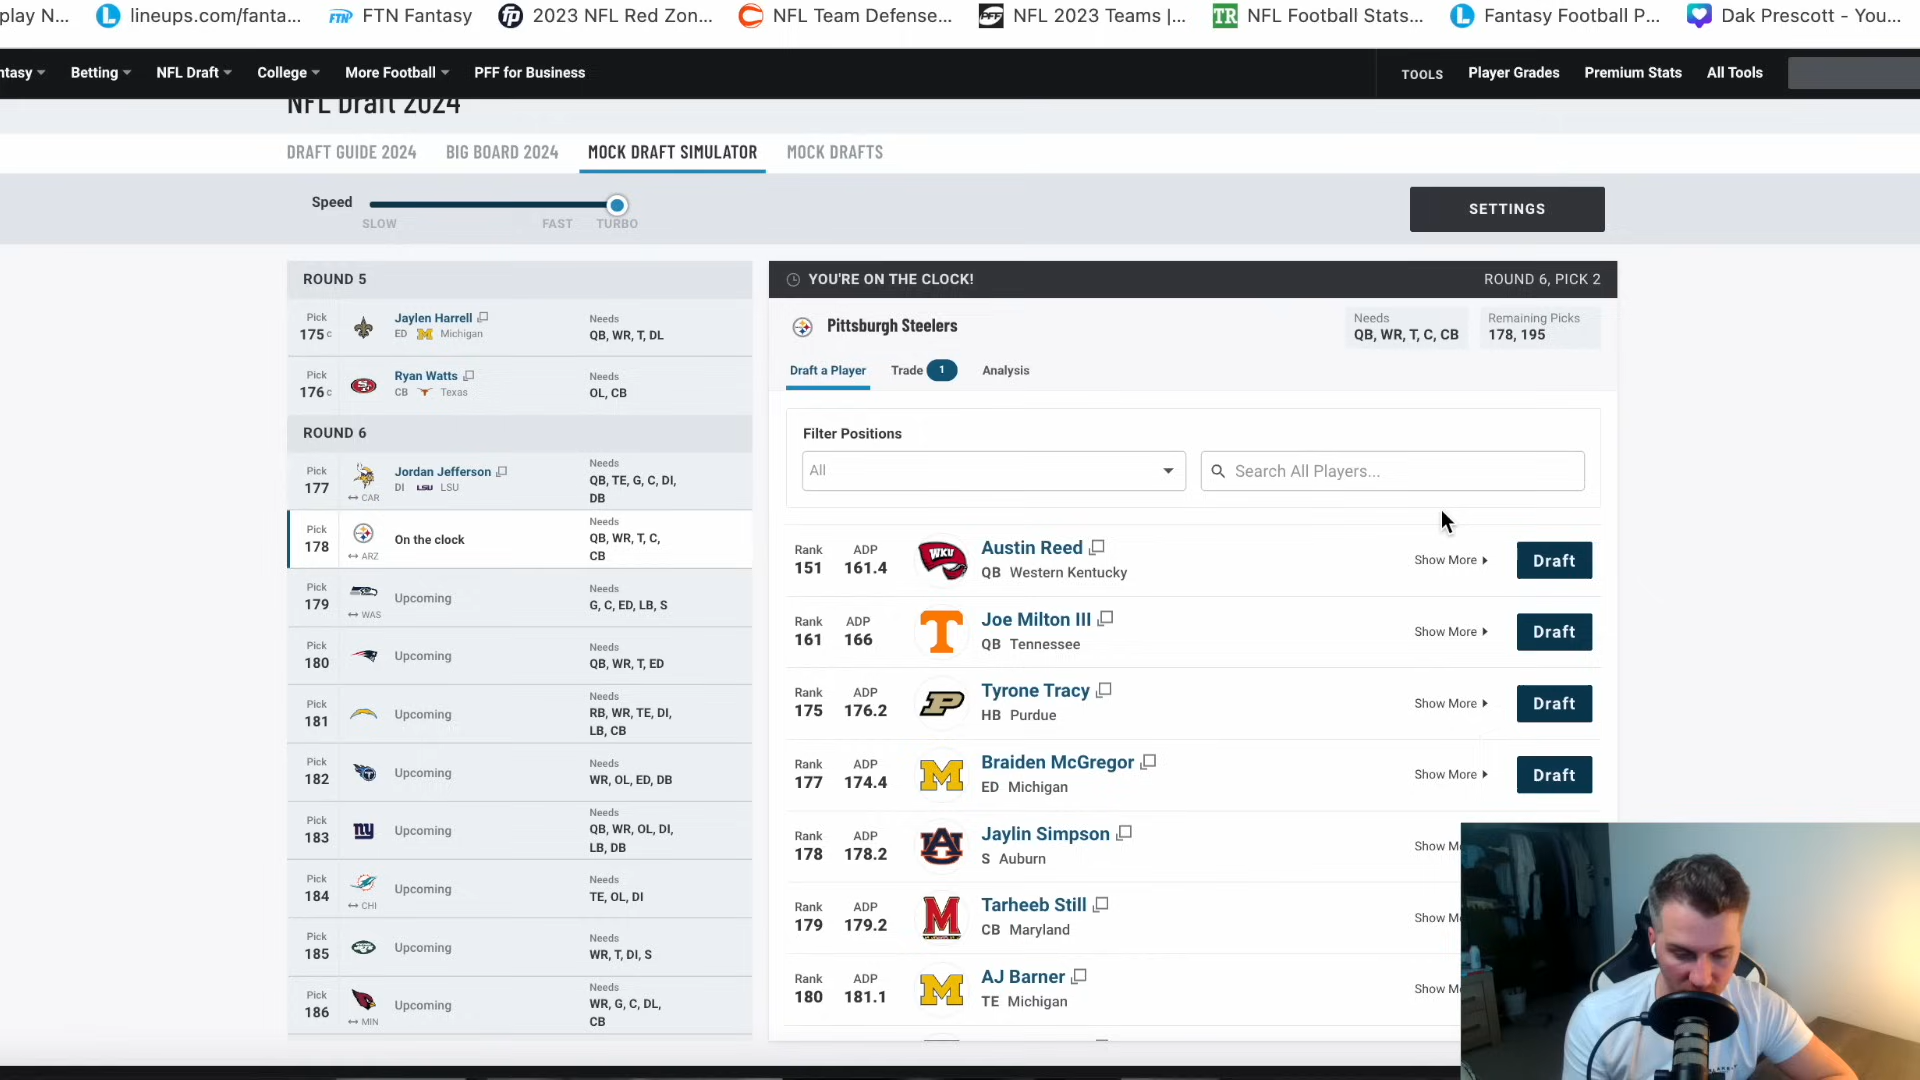 play N...
lineups.com/fanta...
FTN Fantasy
2023 NFL Red Zon...
NFL Team Defense...
NFL 2023 Teams |...
NFL Football Stats...
Fantasy Football P...
Dak Prescott - You...
ntasy
Betting
NFL Draft
College
More Football
PFF for Business
TOOLS
Player Grades
Premium Stats
All Tools
NFL Draft 2024
DRAFT GUIDE 2024
BIG BOARD 2024
MOCK DRAFT SIMULATOR
MOCK DRAFTS
Speed
SLOW
FAST
TURBO
SETTINGS
ROUND 5
Pick
175 c
Jaylen Harrell
ED Michigan
Needs
QB, WR, T, DL
Pick
176 c
Ryan Watts
CB Texas
Needs
OL, CB
ROUND 6
Pick
177
CAR
Jordan Jefferson
DI LSU LSU
Needs
QB, TE, G, C, DI,
DB
Pick
178
ARZ
On the clock
Needs
QB, WR, T, C,
CB
Pick
179
WAS
Upcoming
Needs
G, C, ED, LB, S
Pick
180
Upcoming
Needs
QB, WR, T, ED
Pick
181
Upcoming
Needs
RB, WR, TE, DI,
LB, CB
Pick
182
Upcoming
Needs
WR, OL, ED, DB
Pick
183
ny
Upcoming
Needs
QB, WR, OL, DI,
LB, DB
Pick
184
CHI
Upcoming
Needs
TE, OL, DI
Pick
185
Upcoming
Needs
WR, T, DI, S
Pick
186
MIN
Upcoming
Needs
WR, G, C, DL,
CB
YOU'RE ON THE CLOCK!
ROUND 6, PICK 2
Pittsburgh Steelers
Needs
QB, WR, T, C, CB
Remaining Picks
178, 195
Draft a Player
Trade 1
Analysis
Filter Positions
All
Search All Players...
Rank
151
ADP
161.4
WKU
Austin Reed
QB Western Kentucky
Show More
Draft
Rank
161
ADP
166
Joe Milton III
QB Tennessee
Show More
Draft
Rank
175
ADP
176.2
Tyrone Tracy
HB Purdue
Show More
Draft
Rank
177
ADP
174.4
Braiden McGregor
ED Michigan
Show More
Draft
Rank
178
ADP
178.2
Jaylin Simpson
S Auburn
Show Mo
Rank
179
ADP
179.2
Tarheeb Still
CB Maryland
Show Mo
Rank
180
ADP
181.1
AJ Barner
TE Michigan
Show Mo